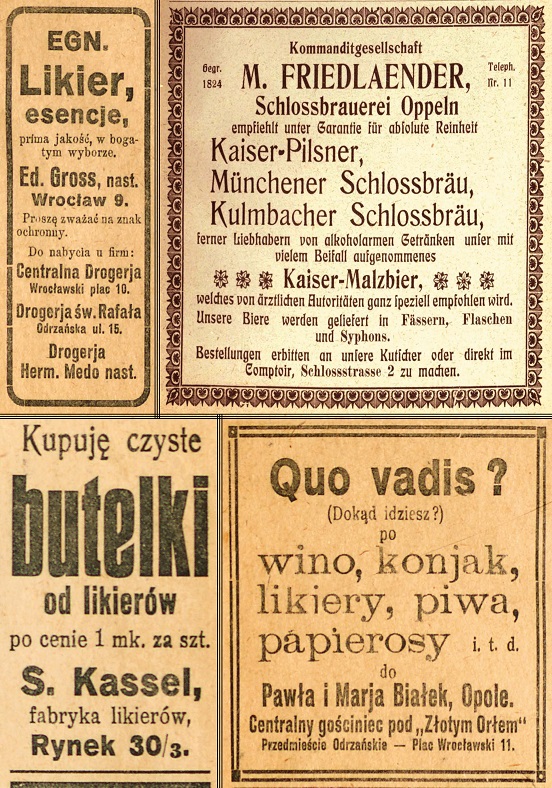 EGN.
Likier,
esencje,
prima jakość, w boga-
tym wyborze.
Ed. Gross, nast.
Wrocław 9.
Proszę zważać na znak
ochronny.
Do nabycia u firm:
Centralna Drogerja
Wrocławski plac 10.
Drogerja św. Rafała
Odrzańska ul. 15.
Drogerja
Herm. Medo nast.
Kommanditgesellschaft
Gegr. 1824 M. FRIEDLAENDER, Teleph. Nr. 11
Schlossbrauerei Oppeln
empfiehlt unter Garantie für absolute Reinheit
Kaiser-Pilsner,
Münchener Schlossbräu,
Kulmbacher Schlossbräu,
ferner Liebhabern von alkoholarmen Getränken unser mit
vielem Beifall aufgenommenes
Kaiser-Malzbier,
welches von ärztlichen Autoritäten ganz speziell empfohlen wird.
Unsere Biere werden geliefert in Fässern, Flaschen
und Syphons.
Bestellungen erbitten an unsere Kutscher oder direkt im
Comptoir, Schlossstrasse 2 zu machen.
Kupuję czyste
butelki
od likierów
po cenie 1 mk. za szt.
S. Kassel,
fabryka likierów,
Rynek 30/3.
Quo vadis?
(Dokąd idziesz?)
po
wino, konjak,
likiery, piwa,
papierosy i. t. d.
do
Pawła i Marja Białek, Opole.
Centralny gościniec pod „Złotym Orłem"
Przedmieście Odrzańskie — Plac Wrocławski 11.